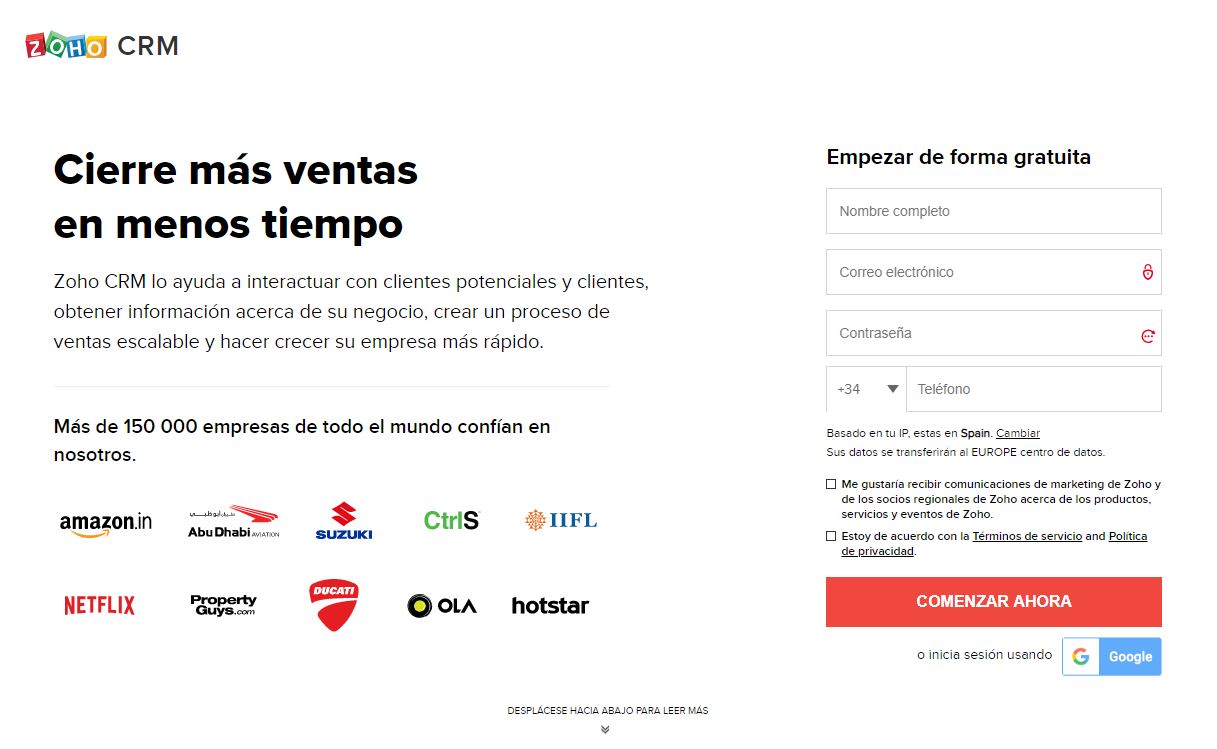 ZOHO CRM
Cierre más ventas
en menos tiempo
Zoho CRM lo ayuda a interactuar con clientes potenciales y clientes,
obtener información acerca de su negocio, crear un proceso de
ventas escalable y hacer crecer su empresa más rápido.
Más de 150 000 empresas de todo el mundo confían en
nosotros.
amazon.in
Abu Dhabi AVIATION
SUZUKI
CtrlS
IIFL
NETFLIX
Property
Guys.com
DUCATI
OLA
hotstar
Empezar de forma gratuita
Nombre completo
Correo electrónico
Contraseña
+34 Teléfono
Basado en tu IP, estas en Spain. Cambiar
Sus datos se transferirán al EUROPE centro de datos.
Me gustaría recibir comunicaciones de marketing de Zoho y
de los socios regionales de Zoho acerca de los productos,
servicios y eventos de Zoho.
Estoy de acuerdo con la Términos de servicio and Política
de privacidad.
COMENZAR AHORA
o inicia sesión usando G Google
DESPLÁCESE HACIA ABAJO PARA LEER MÁS